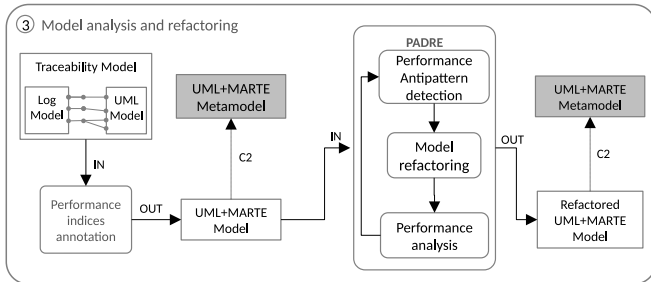 3 Model analysis and refactoring
Traceability Model
Log
Model
UML
Model
IN
Performance
indices
annotation
OUT
UML+MARTE
Metamodel
C2
UML+MARTE
Model
IN
PADRE
Performance
Antipattern
detection
Model
refactoring
Performance
analysis
OUT
UML+MARTE
Metamodel
C2
Refactored
UML+MARTE
Model